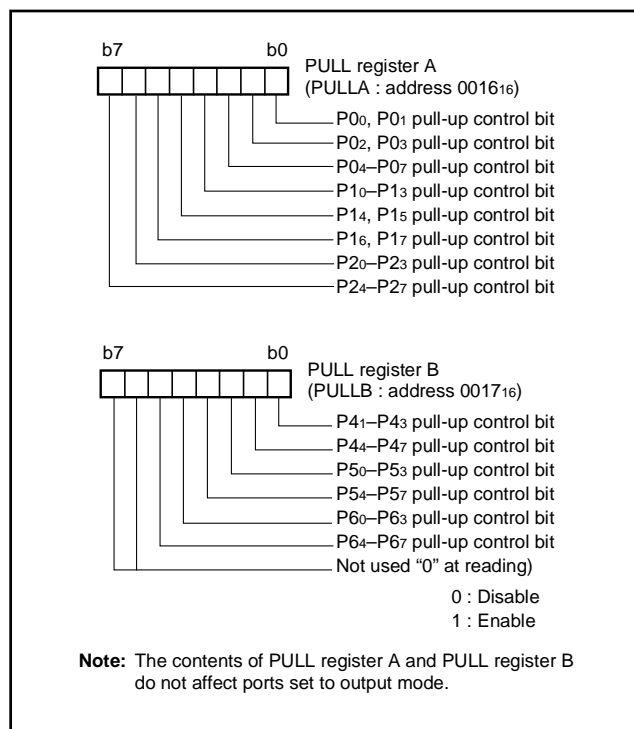 b7 b0
PULL register A
(PULLA : address 0016₁₆)
P0₀, P0₁ pull-up control bit
P0₂, P0₃ pull-up control bit
P0₄–P0₇ pull-up control bit
P1₀–P1₃ pull-up control bit
P1₄, P1₅ pull-up control bit
P1₆, P1₇ pull-up control bit
P2₀–P2₃ pull-up control bit
P2₄–P2₇ pull-up control bit
b7 b0
PULL register B
(PULLB : address 0017₁₆)
P4₁–P4₃ pull-up control bit
P4₄–P4₇ pull-up control bit
P5₀–P5₃ pull-up control bit
P5₄–P5₇ pull-up control bit
P6₀–P6₃ pull-up control bit
P6₄–P6₇ pull-up control bit
Not used “0” at reading)
0 : Disable
1 : Enable
Note: The contents of PULL register A and PULL register B
do not affect ports set to output mode.